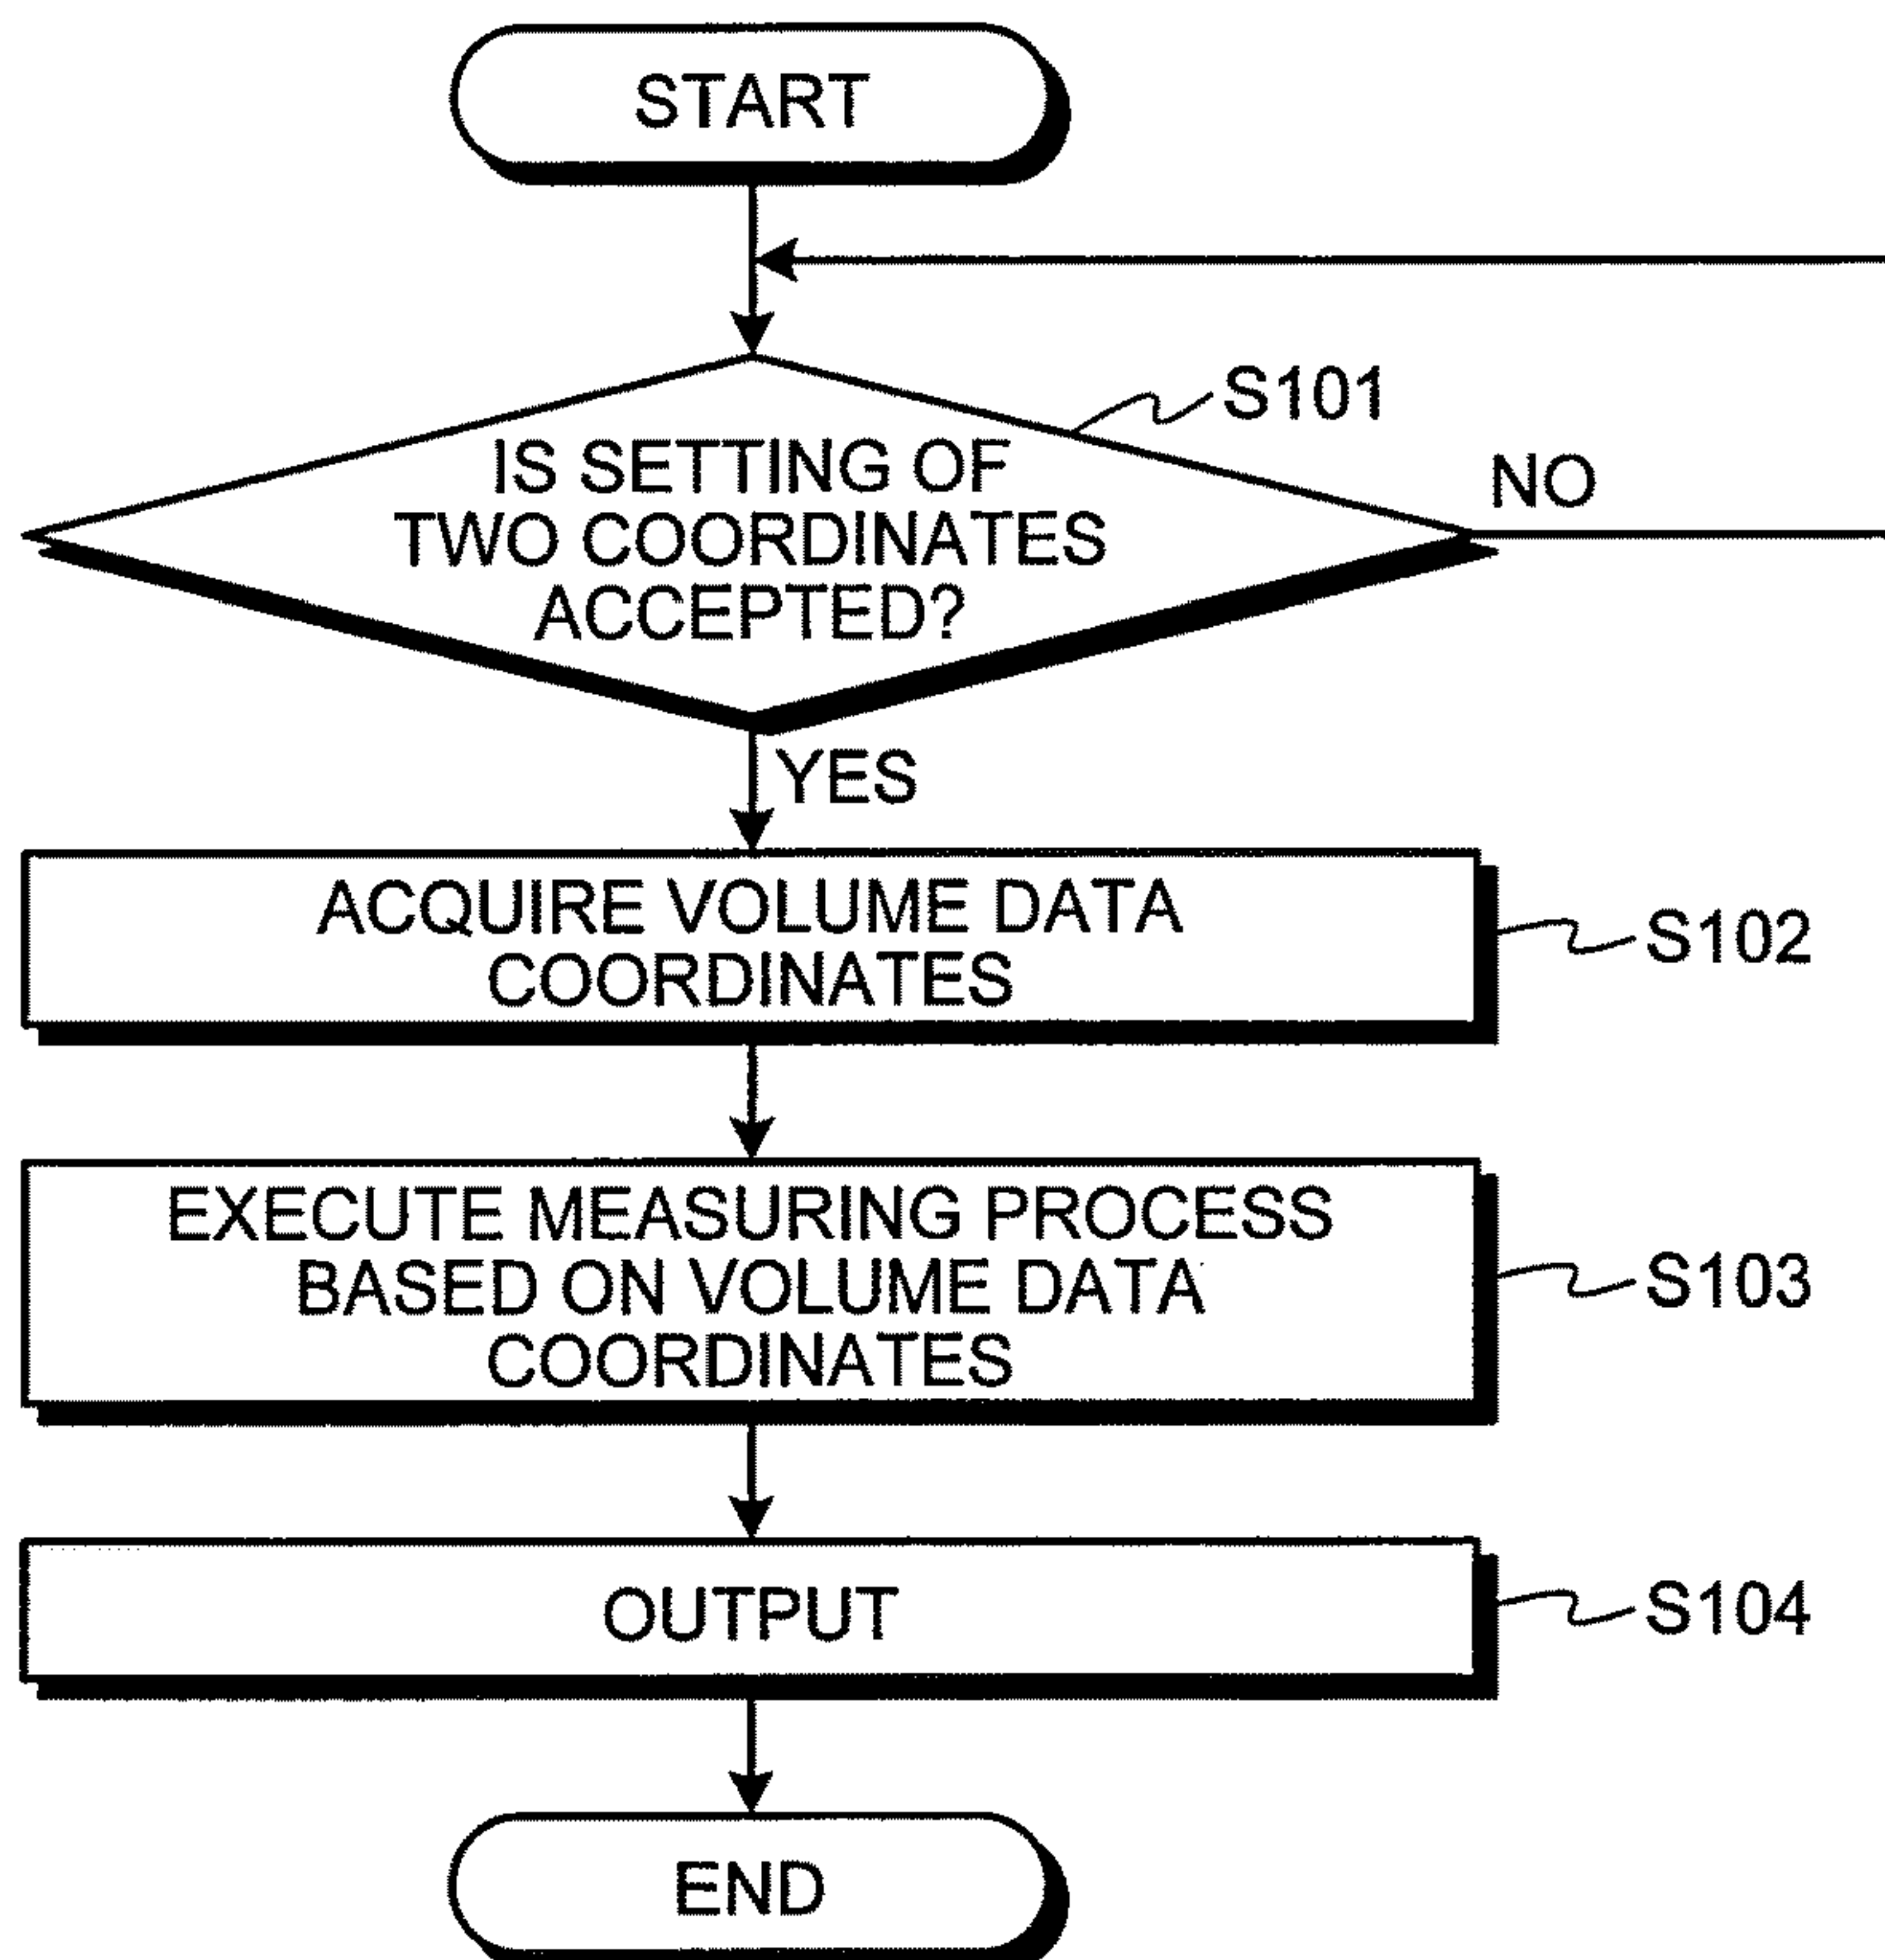 START
S101
IS SETTING OF
TWO COORDINATES
ACCEPTED?
NO
YES
ACQUIRE VOLUME DATA
COORDINATES
S102
EXECUTE MEASURING PROCESS
BASED ON VOLUME DATA
COORDINATES
S103
OUTPUT
S104
END